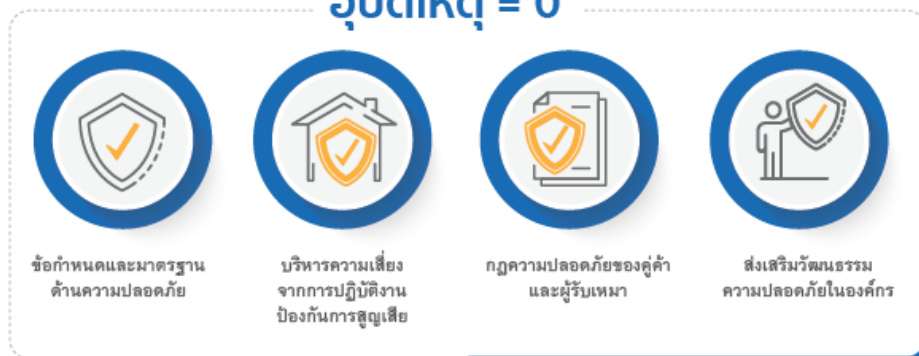 อุบัติเหตุ = 0
ข้อกำหนดและมาตรฐาน
ด้านความปลอดภัย
บริหารความเสี่ยง
จากการปฏิบัติงาน
ป้องกันการสูญเสีย
กฎความปลอดภัยของคู่ค้า
และผู้รับเหมา
ส่งเสริมวัฒนธรรม
ความปลอดภัยในองค์กร